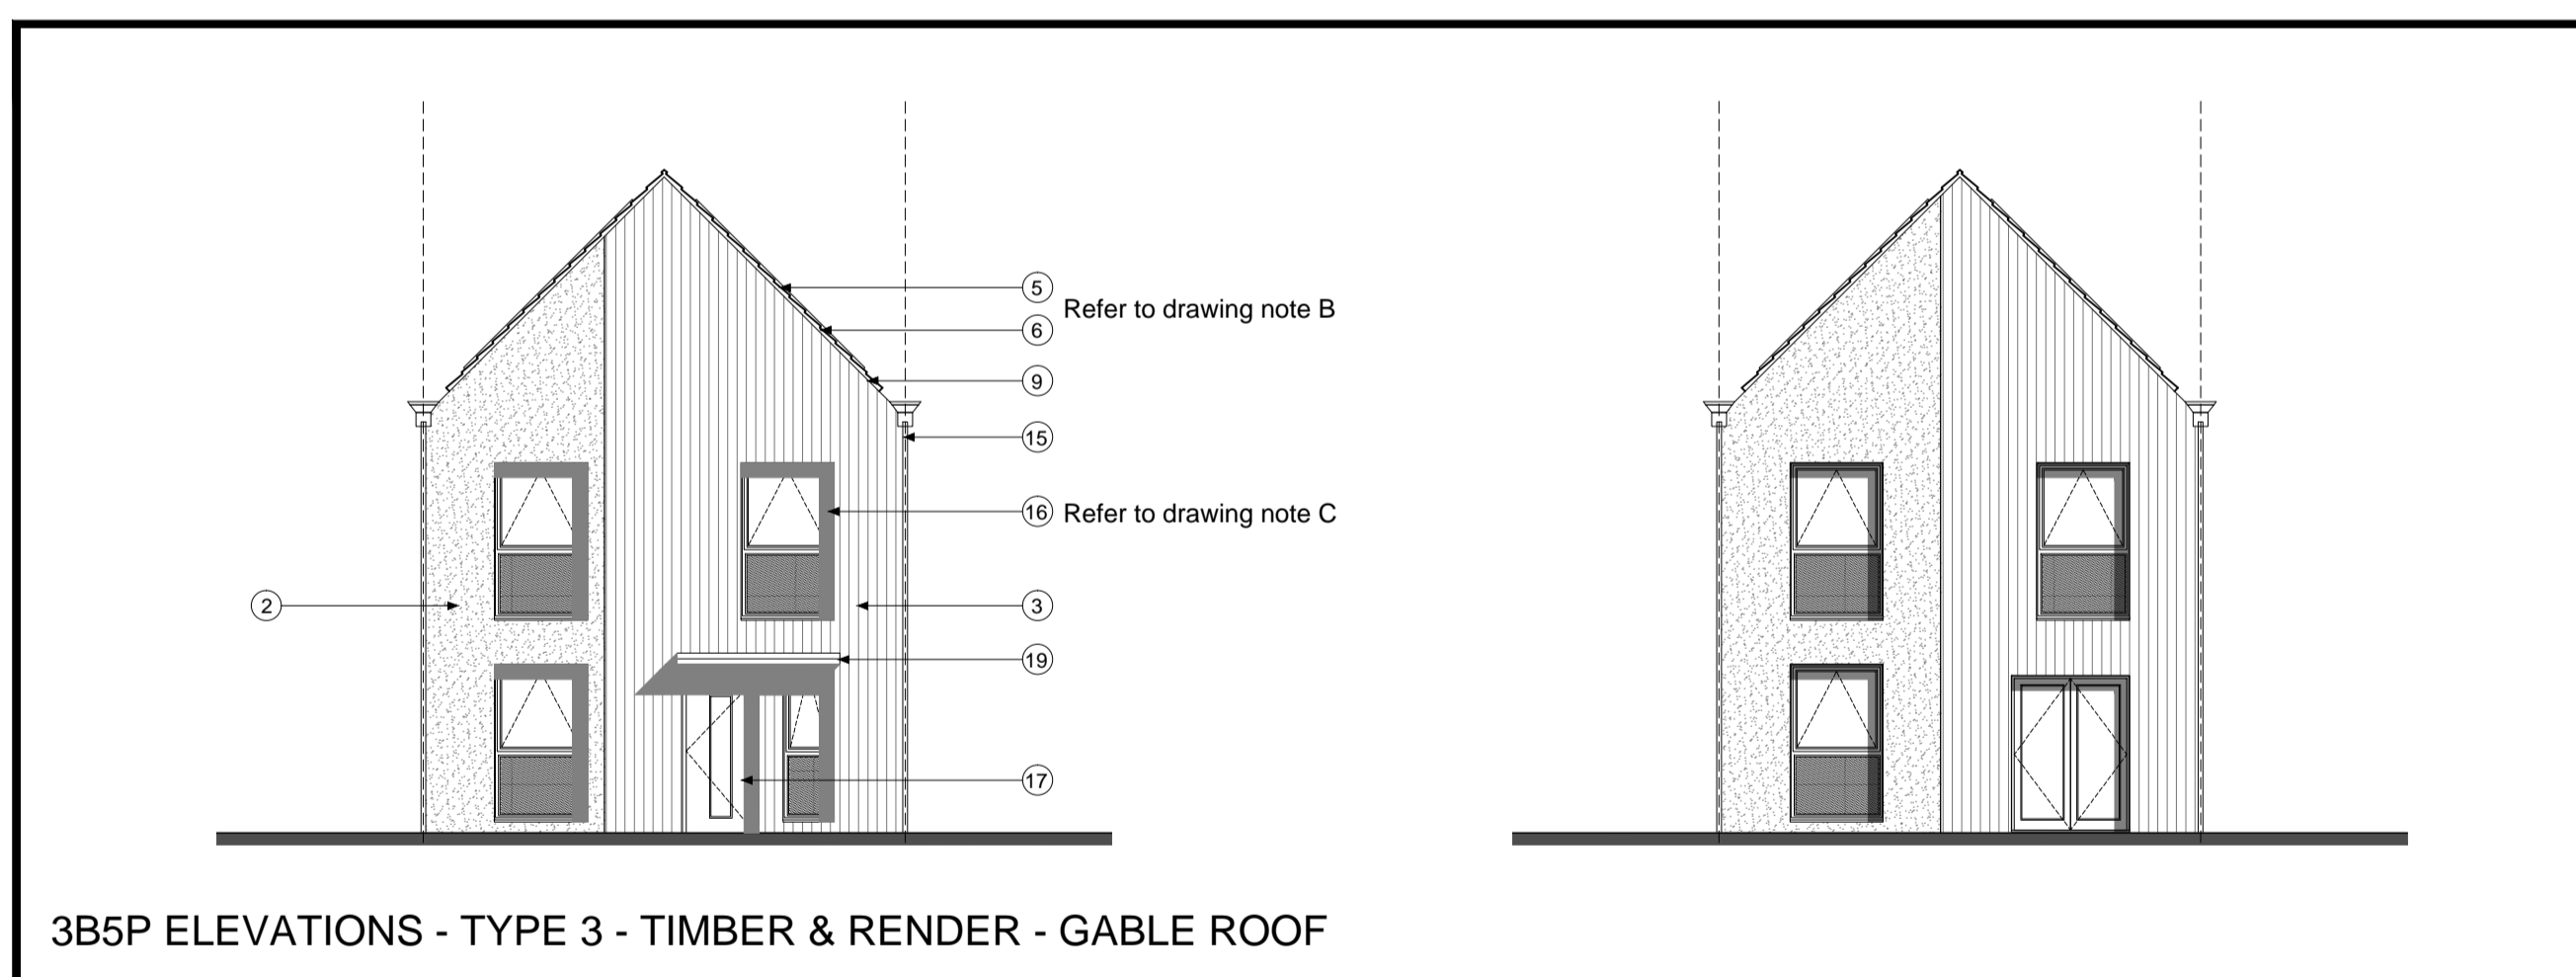 5
Refer to drawing note B
6
9
15
16 Refer to drawing note C
2
3
19
17
3B5P ELEVATIONS - TYPE 3 - TIMBER & RENDER - GABLE ROOF